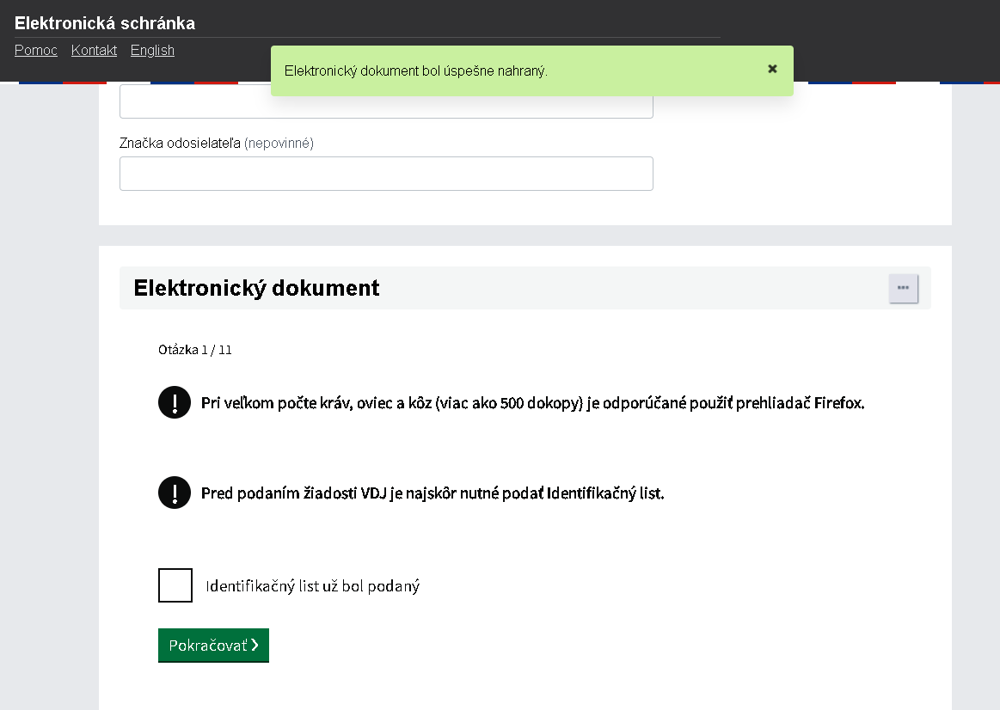 Elektronická schránka
Pomoc Kontakt English
Elektronický dokument bol úspešne nahraný.
Značka odosielateľa (nepovinné)
Elektronický dokument
Otázka 1 / 11
Pri veľkom počte kráv, oviec a kôz (viac ako 500 dokopy) je odporúčané použiť prehliadač Firefox.
Pred podaním žiadosti VDJ je najskôr nutné podať Identifikačný list.
Identifikačný list už bol podaný
Pokračovať